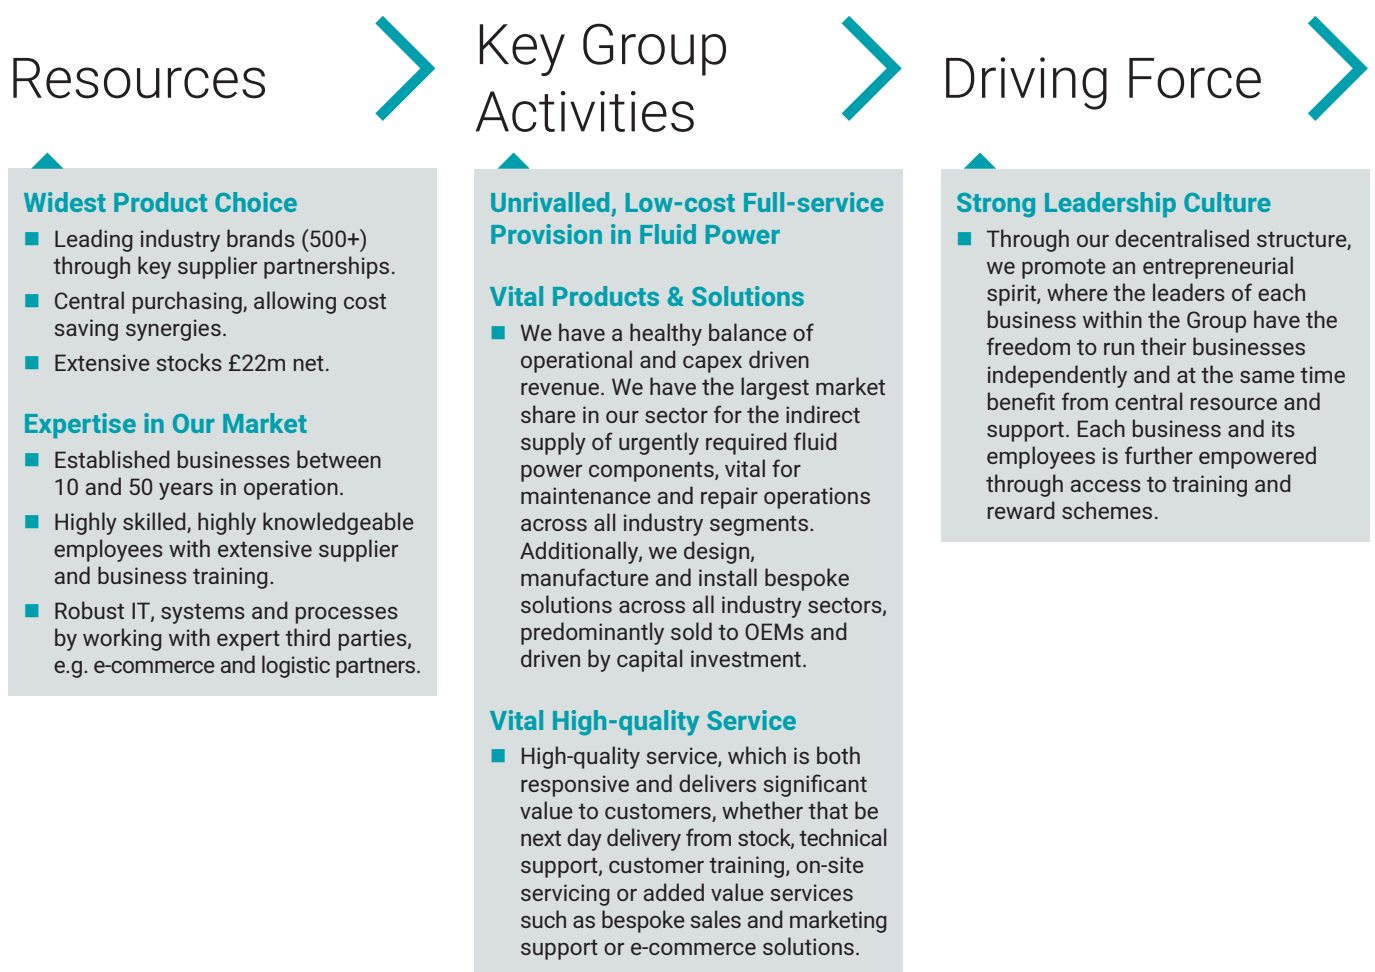 Resources
Widest Product Choice
Leading industry brands (500+)
through key supplier partnerships.
Central purchasing, allowing cost
saving synergies.
Extensive stocks £22m net.
Expertise in Our Market
Established businesses between
10 and 50 years in operation.
Highly skilled, highly knowledgeable
employees with extensive supplier
and business training.
Robust IT, systems and processes
by working with expert third parties,
e.g. e-commerce and logistic partners.
Key Group
Activities
Unrivalled, Low-cost Full-service
Provision in Fluid Power
Vital Products & Solutions
We have a healthy balance of
operational and capex driven
revenue. We have the largest market
share in our sector for the indirect
supply of urgently required fluid
power components, vital for
maintenance and repair operations
across all industry segments.
Additionally, we design,
manufacture and install bespoke
solutions across all industry sectors,
predominantly sold to OEMs and
driven by capital investment.
Vital High-quality Service
High-quality service, which is both
responsive and delivers significant
value to customers, whether that be
next day delivery from stock, technical
support, customer training, on-site
servicing or added value services
such as bespoke sales and marketing
support or e-commerce solutions.
Driving Force
Strong Leadership Culture
Through our decentralised structure,
we promote an entrepreneurial
spirit, where the leaders of each
business within the Group have the
freedom to run their businesses
independently and at the same time
benefit from central resource and
support. Each business and its
employees is further empowered
through access to training and
reward schemes.